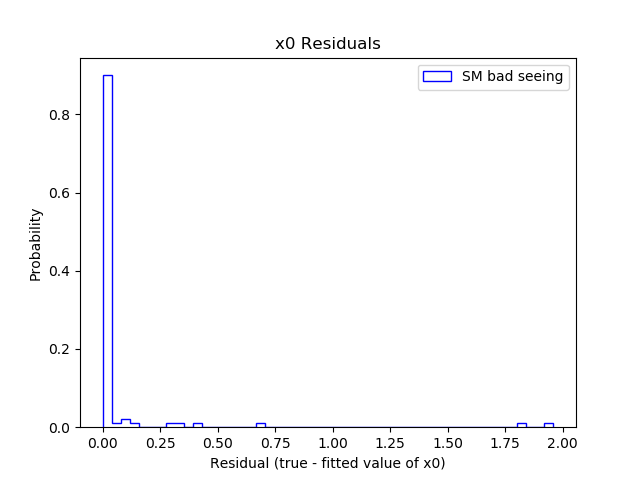 x0 Residuals
SM bad seeing
Probability
0.8
0.6
0.4
0.2
0.0
0.00 0.25 0.50 0.75 1.00 1.25 1.50 1.75 2.00
Residual (true - fitted value of x0)